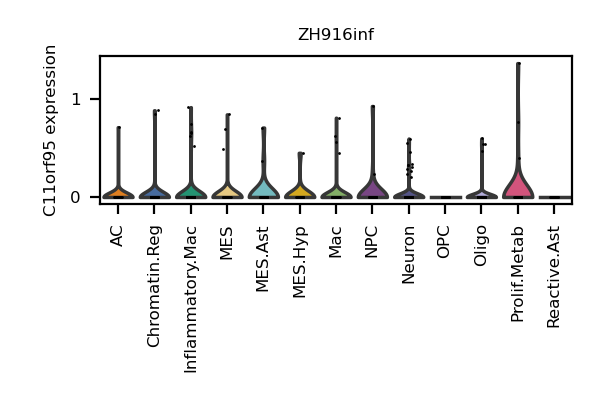 ZH916inf
C11orf95 expression
1
0
AC
Chromatin.Reg
Inflammatory.Mac
MES
MES.Ast
MES.Hyp
Mac
NPC
Neuron
OPC
Oligo
Prolif.Metab
Reactive.Ast